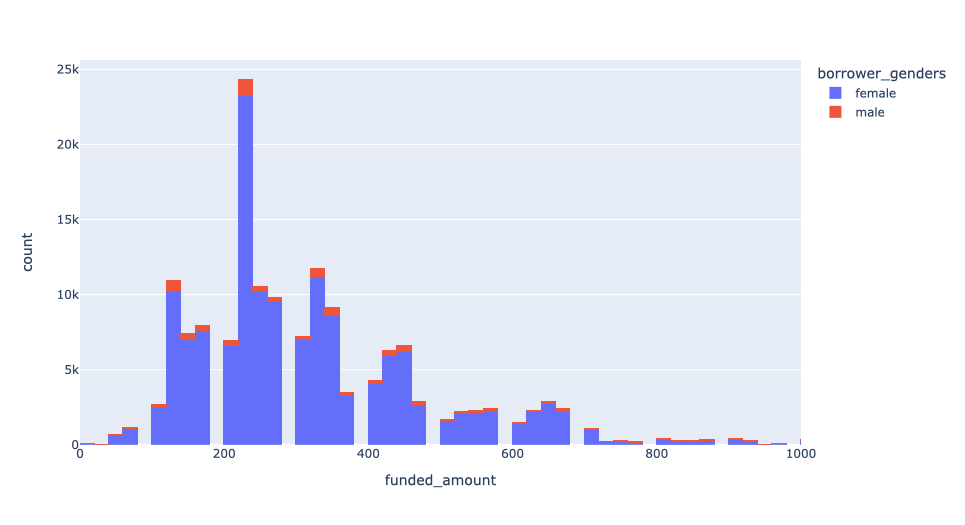 25k
20k
15k
10k
5k
0
0 200 400 600 800 1000
count
funded_amount
borrower_genders
female
male